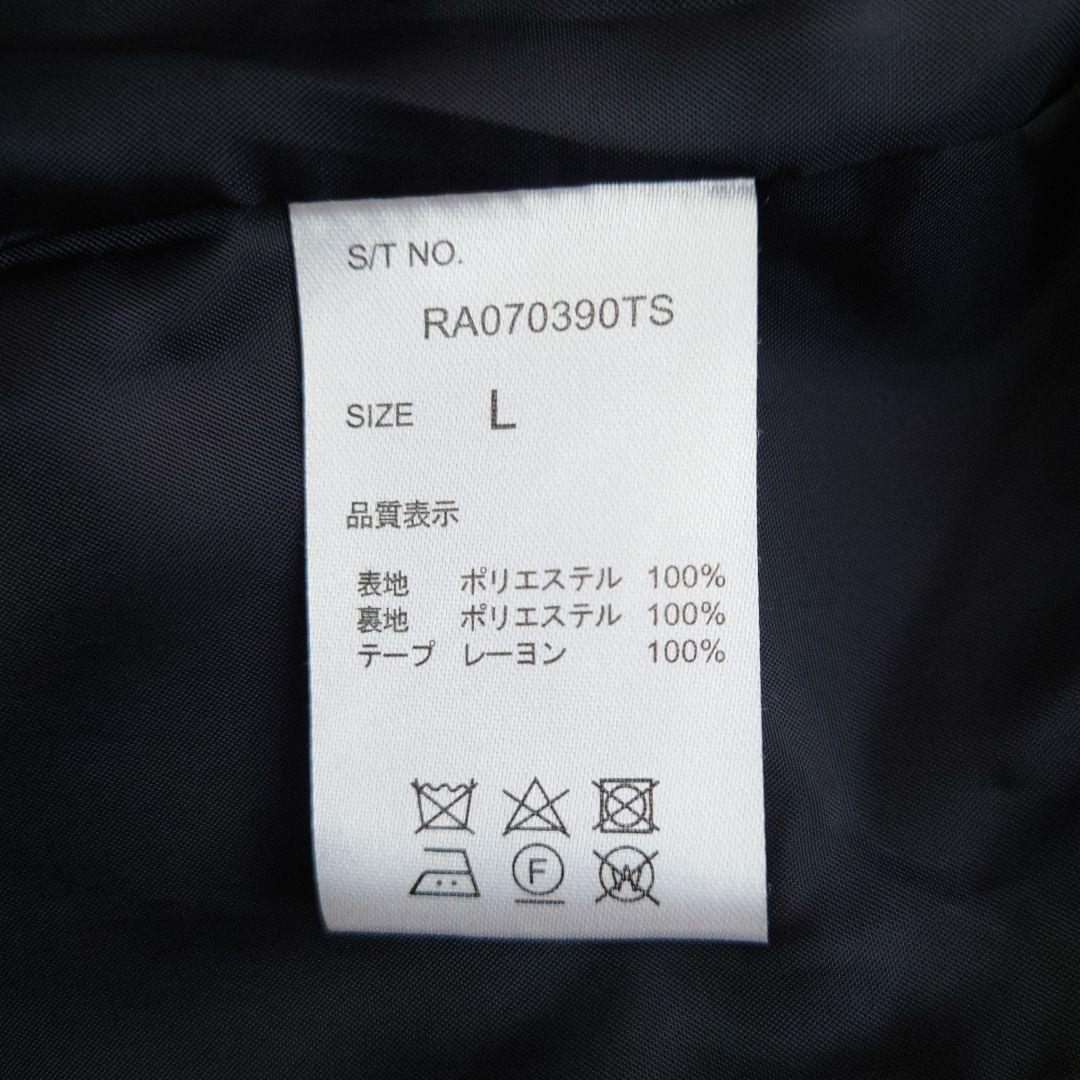 S/T NO.
RA070390TS
SIZE L
品質表示
表地 ポリエステル 100%
裏地 ポリエステル 100%
テープ レーヨン 100%
F
W